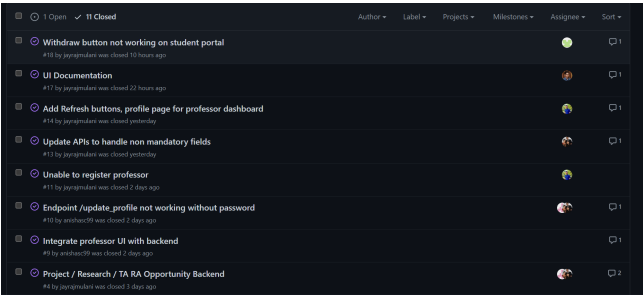 1 Open 11 Closed Author Label Projects Milestones Assignee Sort
Withdraw button not working on student portal 1
#18 by jayrajmulani was closed 10 hours ago
UI Documentation 1
#17 by jayrajmulani was closed 22 hours ago
Add Refresh buttons, profile page for professor dashboard 1
#14 by jayrajmulani was closed yesterday
Update APIs to handle non mandatory fields 1
#13 by jayrajmulani was closed yesterday
Unable to register professor
#11 by jayrajmulani was closed 2 days ago
Endpoint /update_profile not working without password 1
#10 by anishasc99 was closed 2 days ago
Integrate professor UI with backend 1
#9 by anishasc99 was closed 2 days ago
Project / Research / TA RA Opportunity Backend 2
#4 by jayrajmulani was closed 3 days ago